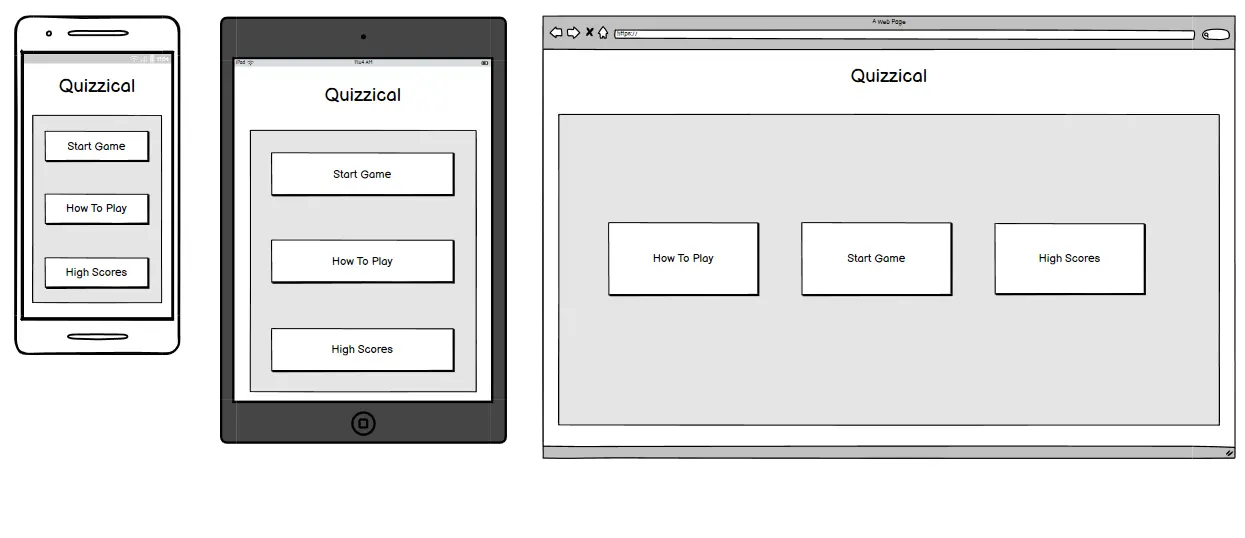 Quizzical
Start Game
How To Play
High Scores
iPad
11:44 AM
Quizzical
Start Game
How To Play
High Scores
A Web Page
https://
Quizzical
How To Play
Start Game
High Scores